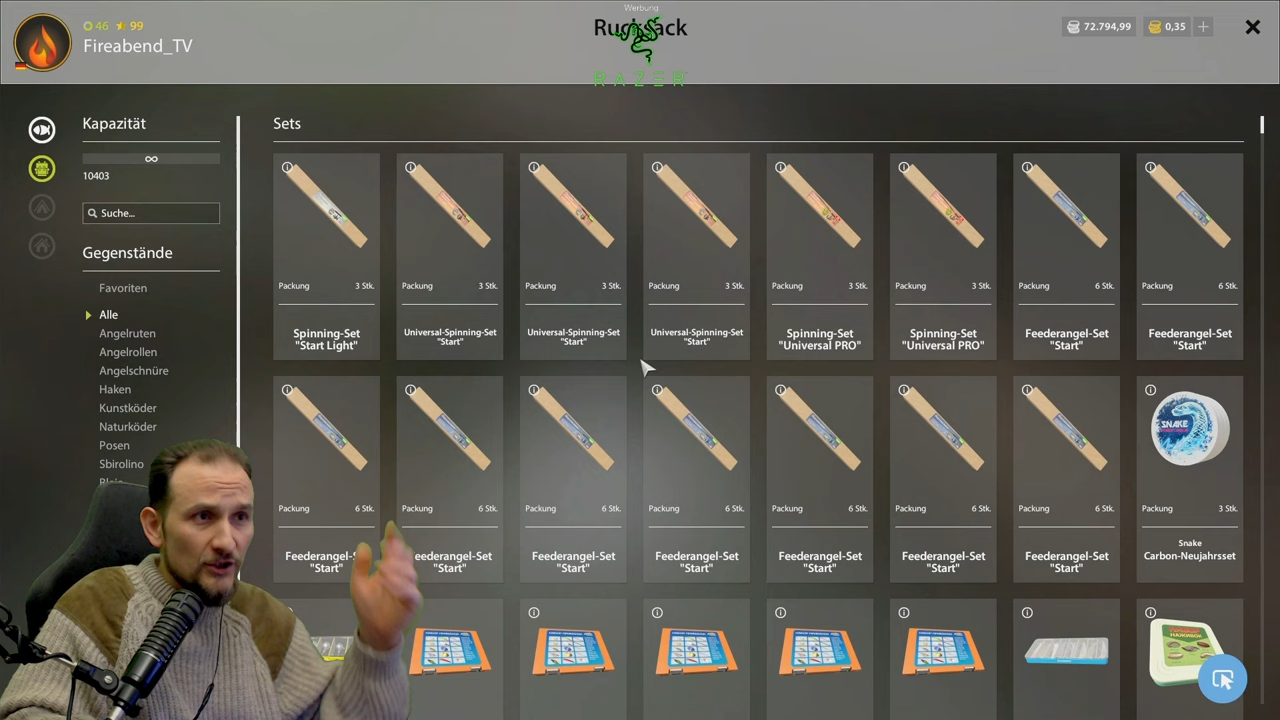 Werbung
46 99
Fireabend_TV
Rucksack
RAZER
72.794,99
0,35
Kapazität
∞
10403
Suche...
Gegenstände
Favoriten
Alle
Angelruten
Angelrollen
Angelschnüre
Haken
Kunstköder
Naturköder
Posen
Sbirolino
Sets
Packung 3 Stk.
Spinning-Set
"Start Light"
Packung 3 Stk.
Universal-Spinning-Set
"Start"
Packung 3 Stk.
Universal-Spinning-Set
"Start"
Packung 3 Stk.
Universal-Spinning-Set
"Start"
Packung 3 Stk.
Spinning-Set
"Universal PRO"
Packung 3 Stk.
Spinning-Set
"Universal PRO"
Packung 6 Stk.
Feederangel-Set
"Start"
Packung 6 Stk.
Feederangel-Set
"Start"
Packung 6 Stk.
Feederangel-S
"Start"
Packung 6 Stk.
eederangel-Set
"Start"
Packung 6 Stk.
Feederangel-Set
"Start"
Packung 6 Stk.
Feederangel-Set
"Start"
Packung 6 Stk.
Feederangel-Set
"Start"
Packung 6 Stk.
Feederangel-Set
"Start"
Packung 6 Stk.
Feederangel-Set
"Start"
SNAKE
Packung 3 Stk.
Snake
Carbon-Neujahrsset